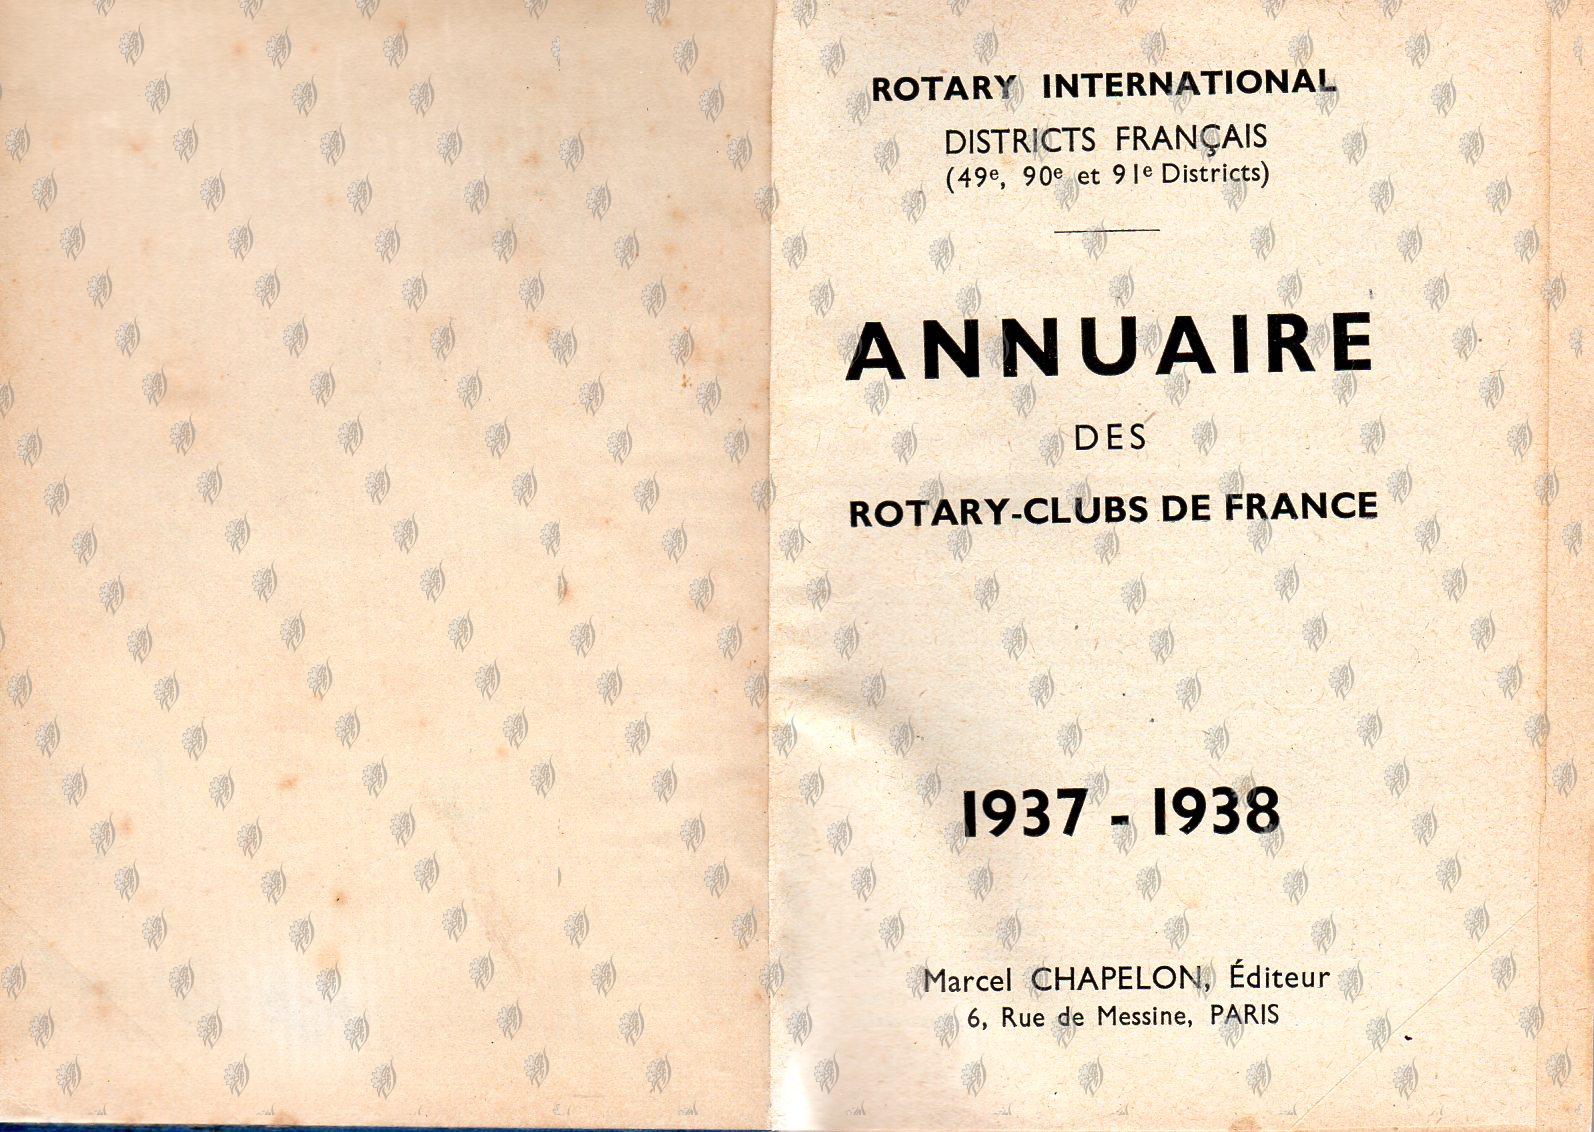 ROTARY INTERNATIONAL
DISTRICTS FRANÇAIS
(49e, 90e et 91e Districts)
ANNUAIRE
DES
ROTARY-CLUBS DE FRANCE
1937 - 1938
Marcel CHAPELON, Éditeur
6, Rue de Messine, PARIS